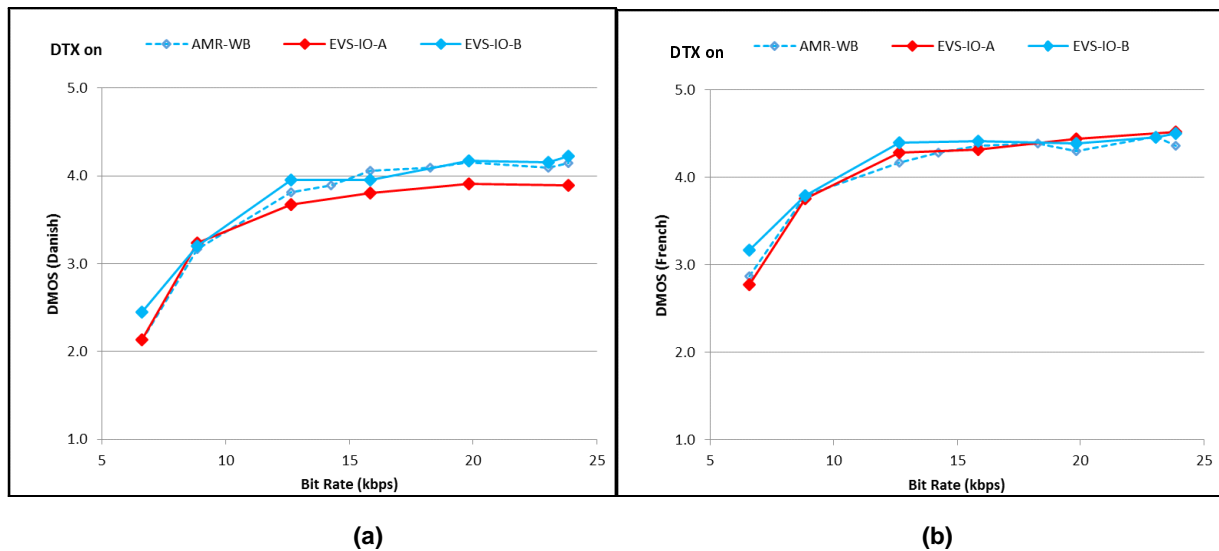 DTX on AMR-WB EVS-IO-A EVS-IO-B
5.0
4.0
3.0
2.0
1.0
DMOS (Danish)
5 10 15 20 25
Bit Rate (kbps)
(a)
DTX on AMR-WB EVS-IO-A EVS-IO-B
5.0
4.0
3.0
2.0
1.0
DMOS (French)
5 10 15 20 25
Bit Rate (kbps)
(b)